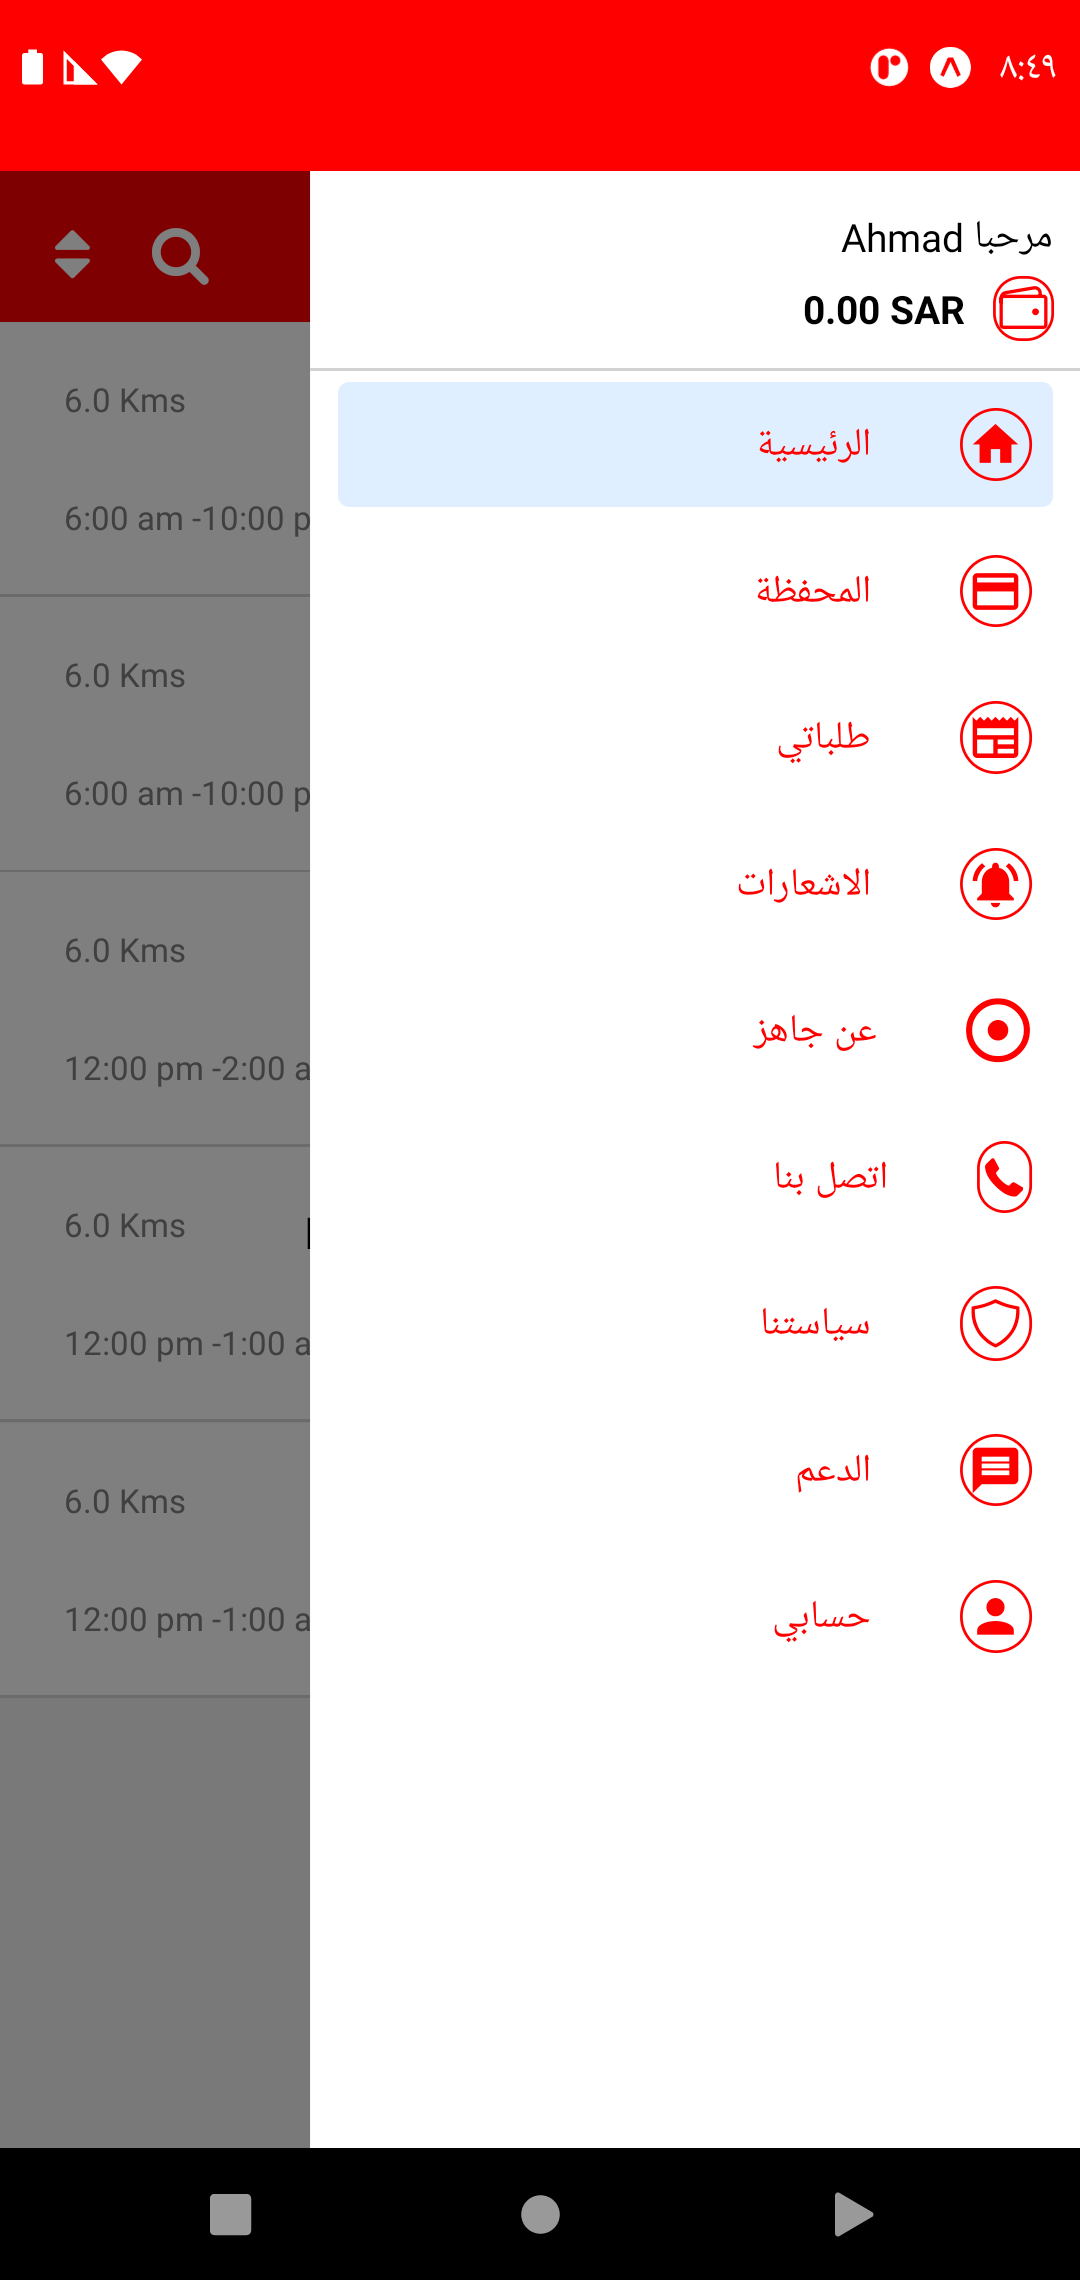 ٨:٤٩
مرحبا Ahmad
0.00 SAR
الرئيسية
المحفظة
طلباتي
الاشعارات
عن جاهز
اتصل بنا
سياستنا
الدعم
حسابي
6.0 Kms
6:00 am -10:00 p
6.0 Kms
6:00 am -10:00 p
6.0 Kms
12:00 pm -2:00 a
6.0 Kms
12:00 pm -1:00 a
6.0 Kms
12:00 pm -1:00 a